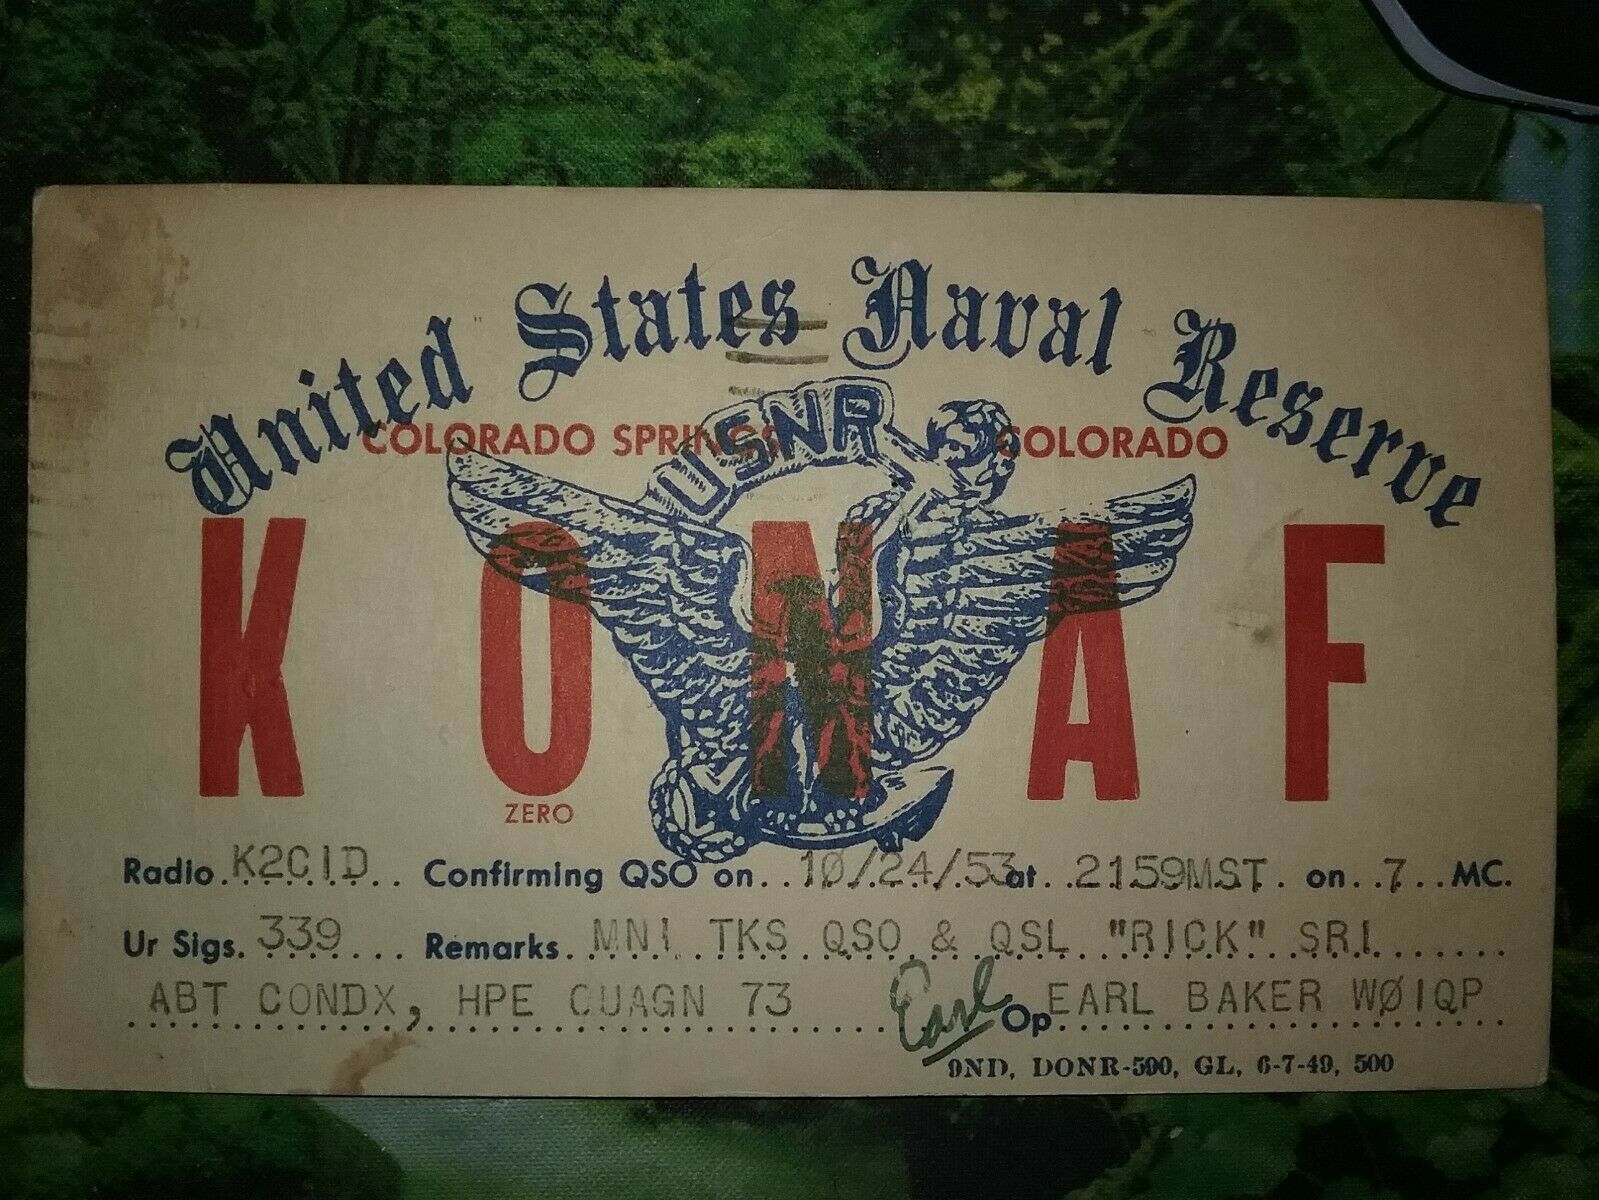 United States Naval Reserve
COLORADO SPRINGS COLORADO
USNR
K 0 N A F
ZERO
Radio K2CID Confirming QSO on 10/24/53 at 2159MST on 7 MC.
Ur Sigs. 339 Remarks MNI TKS QSO & QSL "RICK" SRI
ABT CONDX, HPE CUAGN 73 Earl Op EARL BAKER WØIQP
9ND, DONR-590, GL, 6-7-49, 500